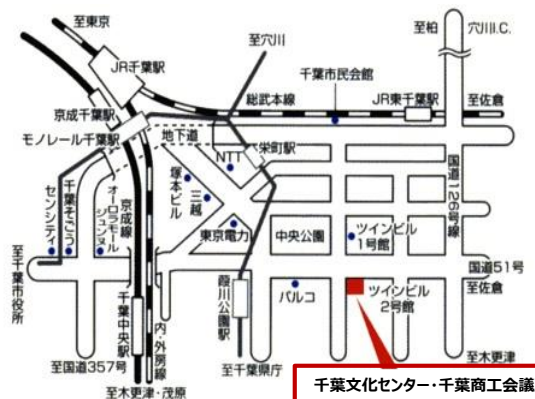 至東京
至柏
穴川I.C.
至穴川
JR千葉駅
千葉市民会館
総武本線
JR東千葉駅
至佐倉
京成千葉駅
モノレール千葉駅
地下道
栄町駅
NTT
塚本ビル
三越
国道126号線
センシティ
千葉そごう
オーロラモール
ジュンヌ
京成線
東京電力
中央公園
ツインビル
1号館
国道51号
至佐倉
至千葉市役所
葭川公園駅
パルコ
ツインビル
2号館
千葉中央駅
内・外房線
至国道357号
至千葉県庁
至木更津
至木更津・茂原
千葉文化センター・千葉商工会議